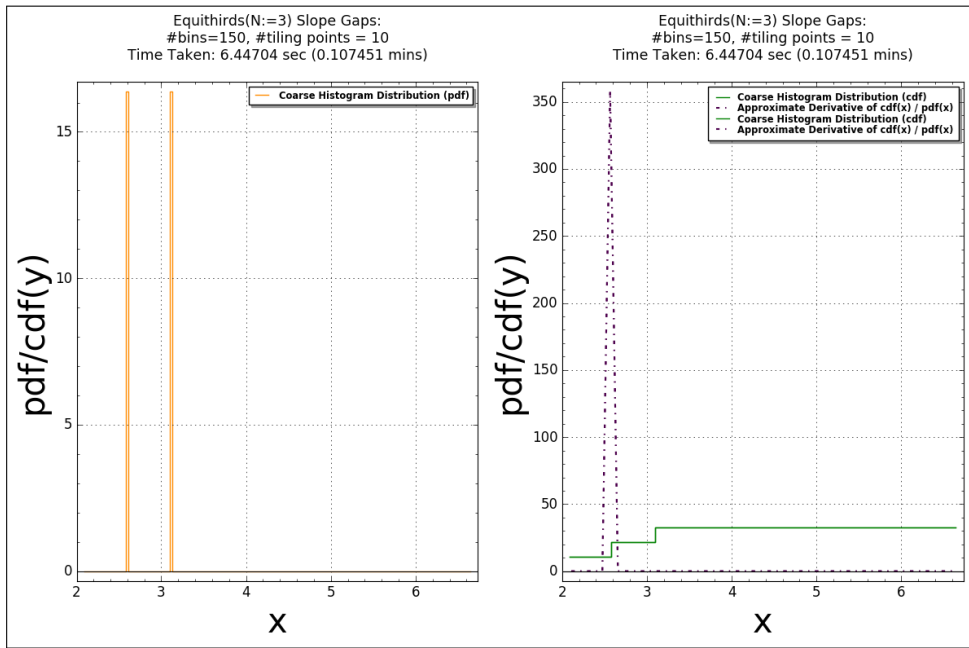 Equithirds(N:=3) Slope Gaps:
#bins=150, #tiling points = 10
Time Taken: 6.44704 sec (0.107451 mins)
Coarse Histogram Distribution (pdf)
15
10
5
0
2
3
4
5
6
pdf/cdf(y)
x
Equithirds(N:=3) Slope Gaps:
#bins=150, #tiling points = 10
Time Taken: 6.44704 sec (0.107451 mins)
Coarse Histogram Distribution (cdf)
Approximate Derivative of cdf(x) / pdf(x)
Coarse Histogram Distribution (cdf)
Approximate Derivative of cdf(x) / pdf(x)
350
300
250
200
150
100
50
0
2
3
4
5
6
pdf/cdf(y)
x